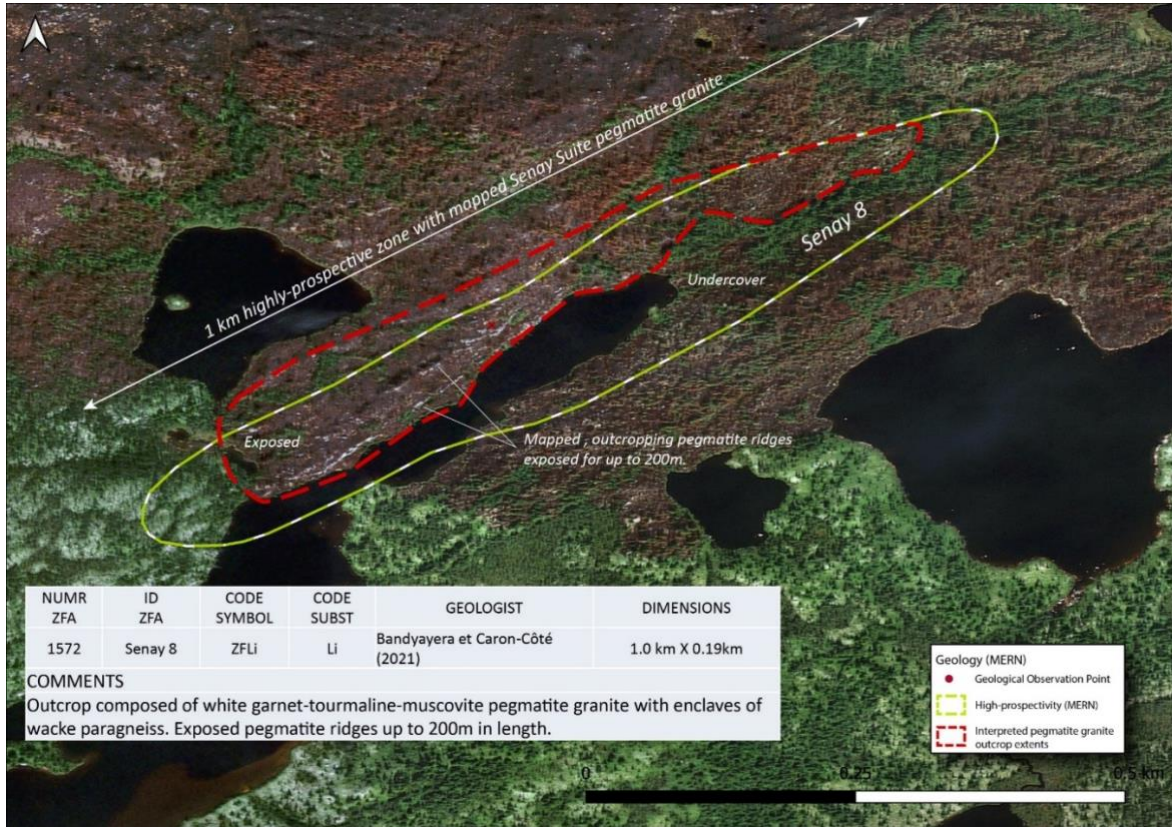 1 km highly-prospective zone with mapped Senay Suite pegmatite granite
Senay 8
Undercover
Exposed
Mapped , outcropping pegmatite ridges
exposed for up to 200m.
NUMR ZFA ID ZFA CODE SYMBOL CODE SUBST GEOLOGIST DIMENSIONS
1572 Senay 8 ZFLi Li Bandyayera et Caron-Côté (2021) 1.0 km X 0.19km
COMMENTS
Outcrop composed of white garnet-tourmaline-muscovite pegmatite granite with enclaves of
wacke paragneiss. Exposed pegmatite ridges up to 200m in length.
Geology (MERN)
Geological Observation Point
High-prospectivity (MERN)
Interpreted pegmatite granite
outcrop extents
0 0.25 0.5 km